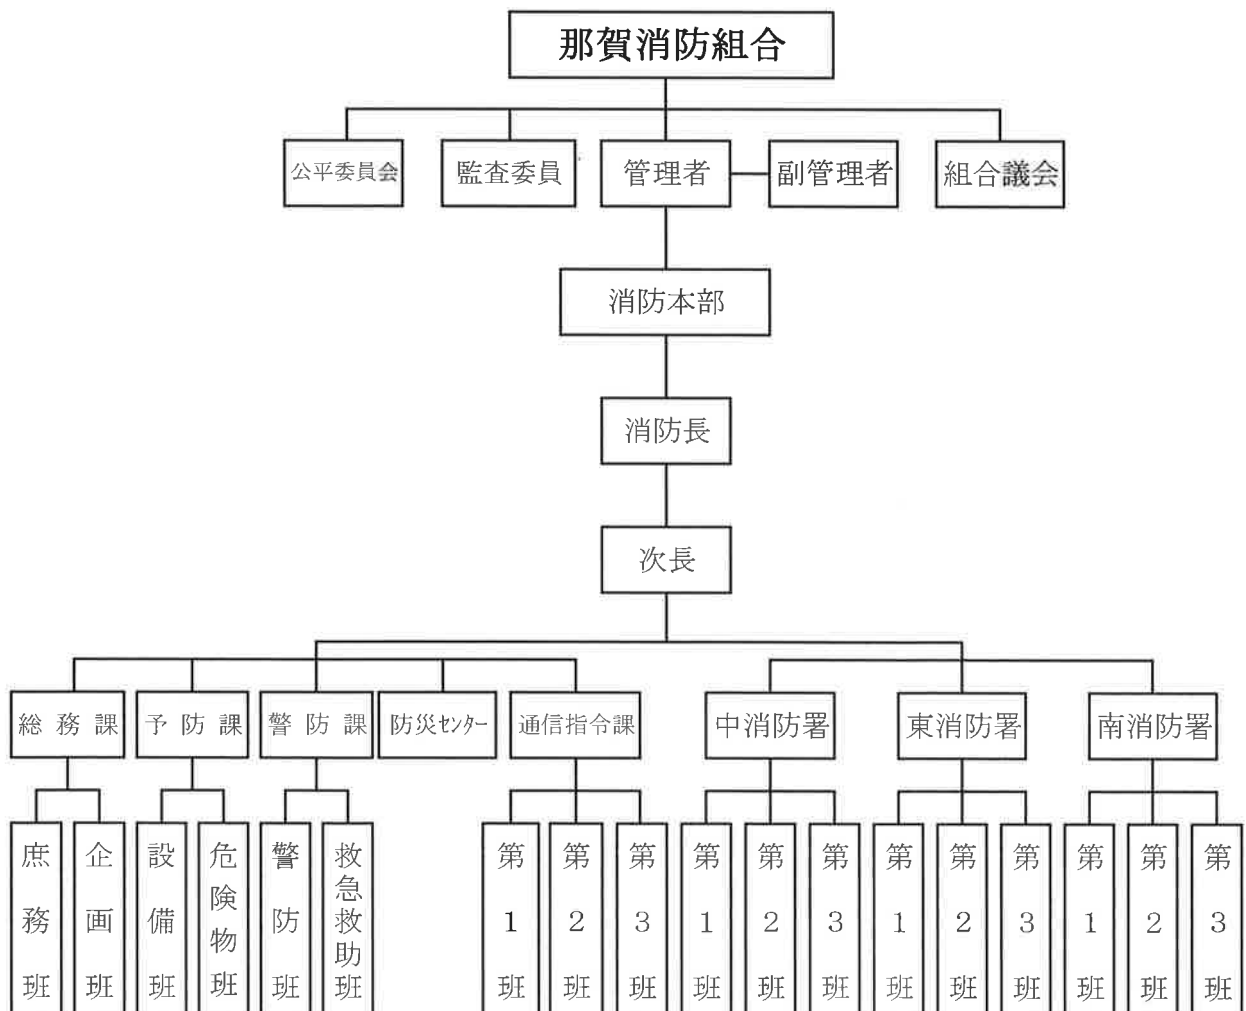 那賀消防組合
公平委員会 監査委員 管理者 副管理者 組合議会
消防本部
消防長
次長
総務課 予防課 警防課 防災センター 通信指令課 中消防署 東消防署 南消防署
庶務班 企画班 設備班 危険物班 警防班 救急救助班 第1班 第2班 第3班 第1班 第2班 第3班 第1班 第2班 第3班 第1班 第2班 第3班